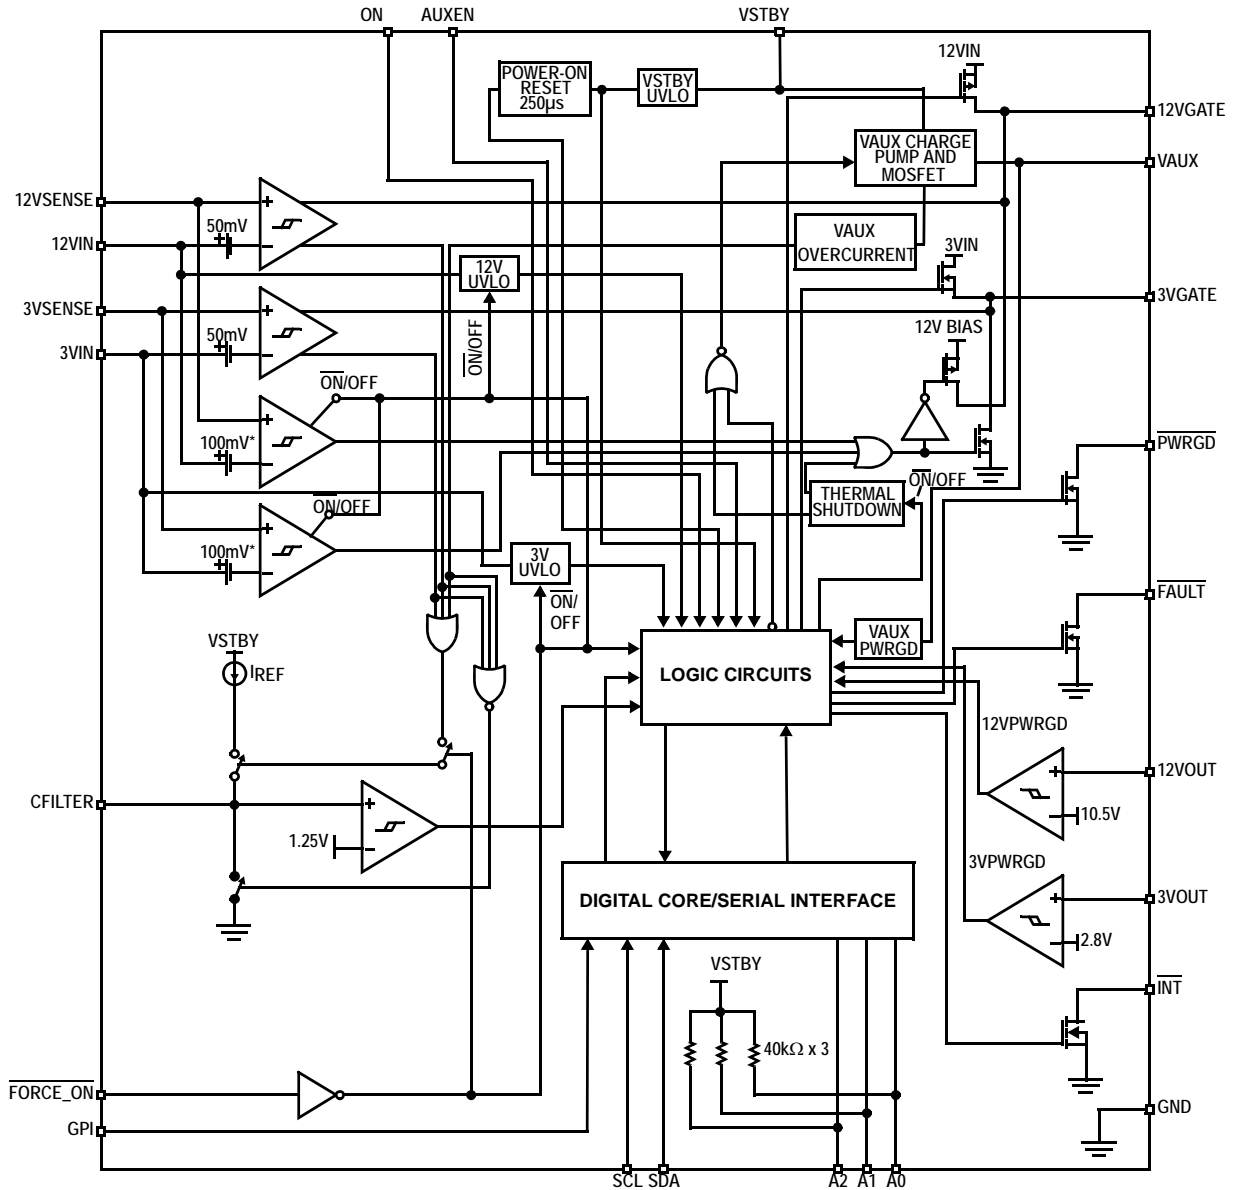 ON AUXEN VSTBY
12VIN
POWER-ON
RESET
250µs
VSTBY
UVLO
12VGATE
VAUX CHARGE
PUMP AND
MOSFET
VAUX
12VSENSE
50mV
12VIN
VAUX
OVERCURRENT
3VIN
12V
UVLO
3VSENSE
3VGATE
50mV
3VIN
ON/OFF
12V BIAS
ON/OFF
100mV*
PWRGD
ON/OFF
THERMAL
SHUTDOWN
ON/OFF
100mV*
3V
UVLO
ON/
OFF
FAULT
VSTBY
IREF
VAUX
PWRGD
LOGIC CIRCUITS
12VPWRGD
12VOUT
10.5V
CFILTER
1.25V
3VPWRGD
DIGITAL CORE/SERIAL INTERFACE
3VOUT
2.8V
VSTBY
INT
40kΩ x 3
FORCE_ON
GPI
GND
SCL SDA A2 A1 A0